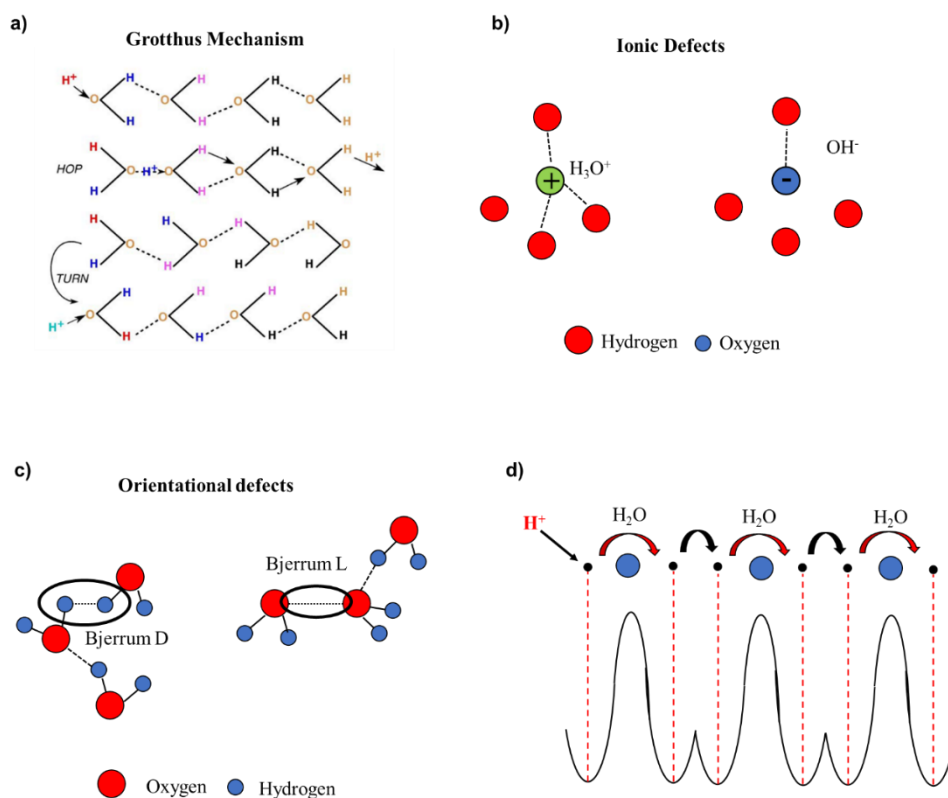 a)
Grotthus Mechanism
H⁺ H H H H
O O O O
H H H H
H H H H
HOP O H⁺ O O O H⁺
H H H H
H H H H
O O O O
H H H H
TURN
H H H H
O O O O
H⁺ H H H H
b)
Ionic Defects
H₃O⁺
+
OH⁻
-
Hydrogen Oxygen
c)
Orientational defects
Bjerrum D
Bjerrum L
Oxygen Hydrogen
d)
H⁺
H₂O H₂O H₂O